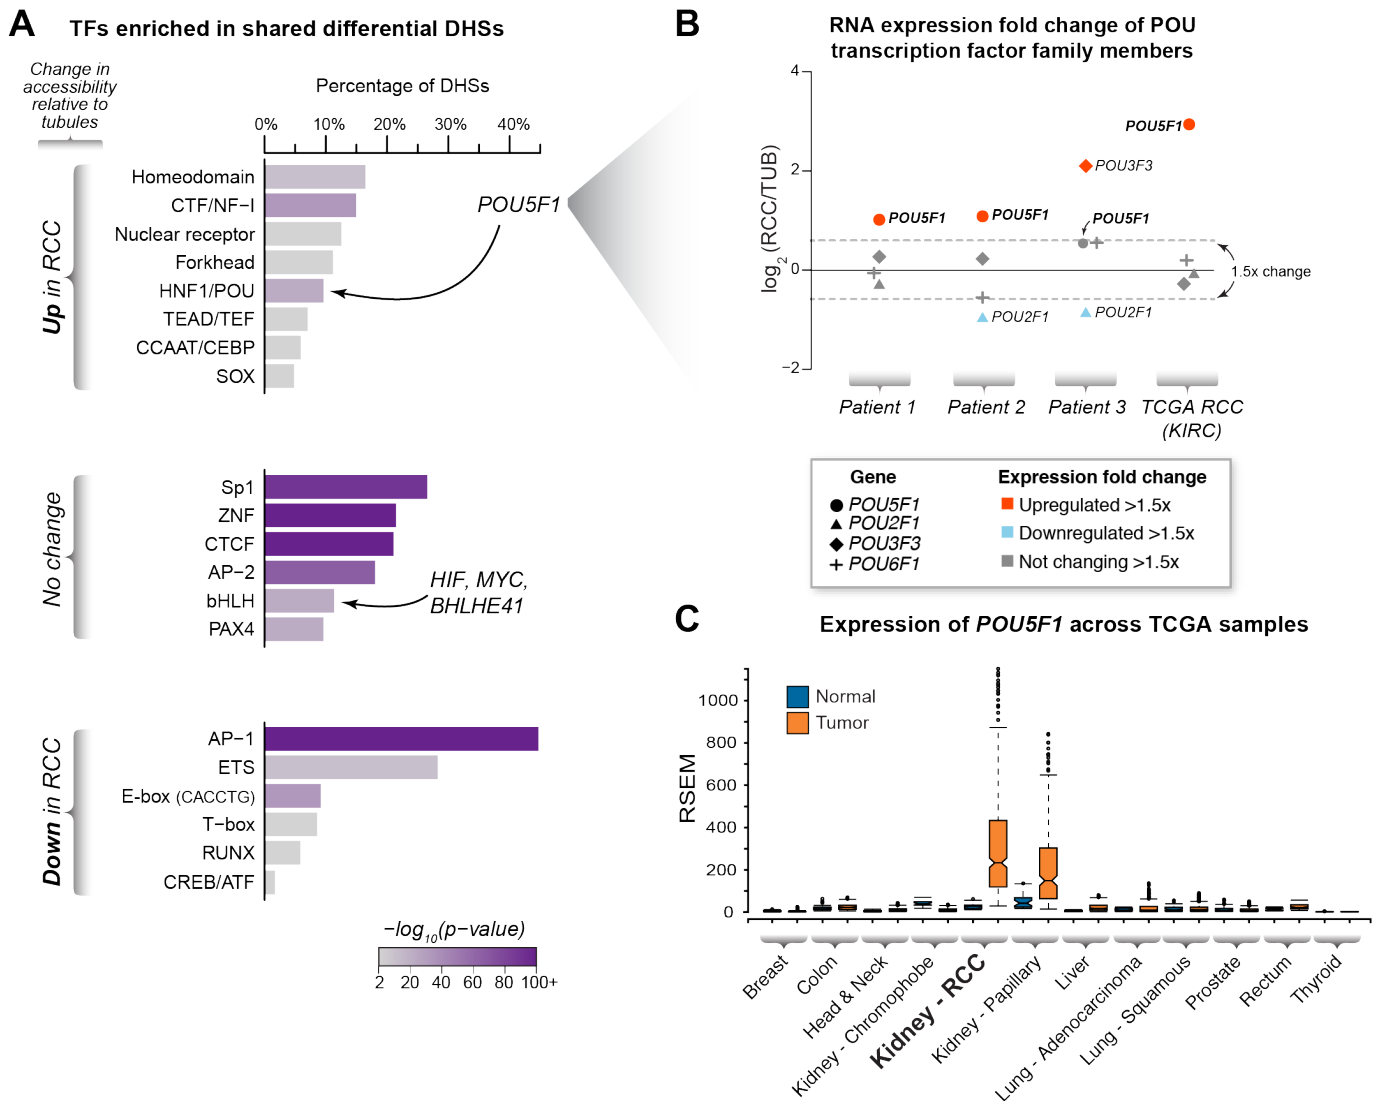 A
TFs enriched in shared differential DHSs
Change in
accessibility
relative to
tubules
Percentage of DHSs
0% 10% 20% 30% 40%
Up in RCC
Homeodomain
CTF/NF−I
Nuclear receptor
Forkhead
HNF1/POU
TEAD/TEF
CCAAT/CEBP
SOX
POU5F1
No change
Sp1
ZNF
CTCF
AP−2
bHLH
PAX4
HIF, MYC,
BHLHE41
Down in RCC
AP−1
ETS
E-box (CACCTG)
T−box
RUNX
CREB/ATF
−log10(p−value)
2 20 40 60 80 100+
B
RNA expression fold change of POU
transcription factor family members
log2(RCC/TUB)
4
2
0
−2
POU5F1
POU5F1
POU2F1
POU3F3
POU5F1
POU2F1
POU5F1
1.5x change
Patient 1
Patient 2
Patient 3
TCGA RCC
(KIRC)
Gene
POU5F1
POU2F1
POU3F3
POU6F1
Expression fold change
Upregulated >1.5x
Downregulated >1.5x
Not changing >1.5x
C
Expression of POU5F1 across TCGA samples
Normal
Tumor
RSEM
1000
800
600
400
200
0
Breast
Colon
Head & Neck
Kidney - Chromophobe
Kidney - RCC
Kidney - Papillary
Liver
Lung - Adenocarcinoma
Lung - Squamous
Prostate
Rectum
Thyroid